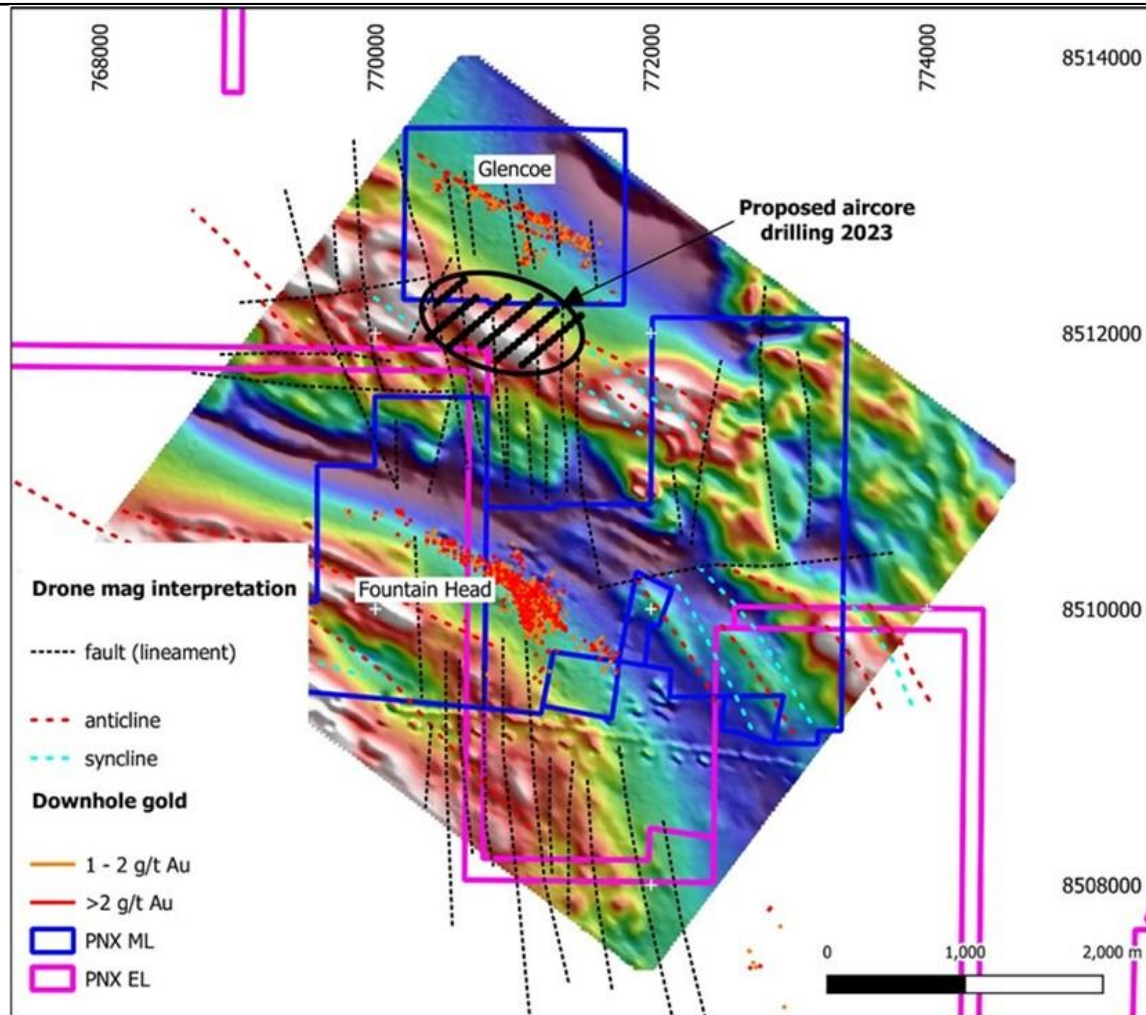 768000
770000
772000
774000
8514000
Glencoe
Proposed aircore
drilling 2023
8512000
Fountain Head
8510000
Drone mag interpretation
fault (lineament)
anticline
syncline
Downhole gold
1 - 2 g/t Au
>2 g/t Au
PNX ML
PNX EL
8508000
0 1,000 2,000 m